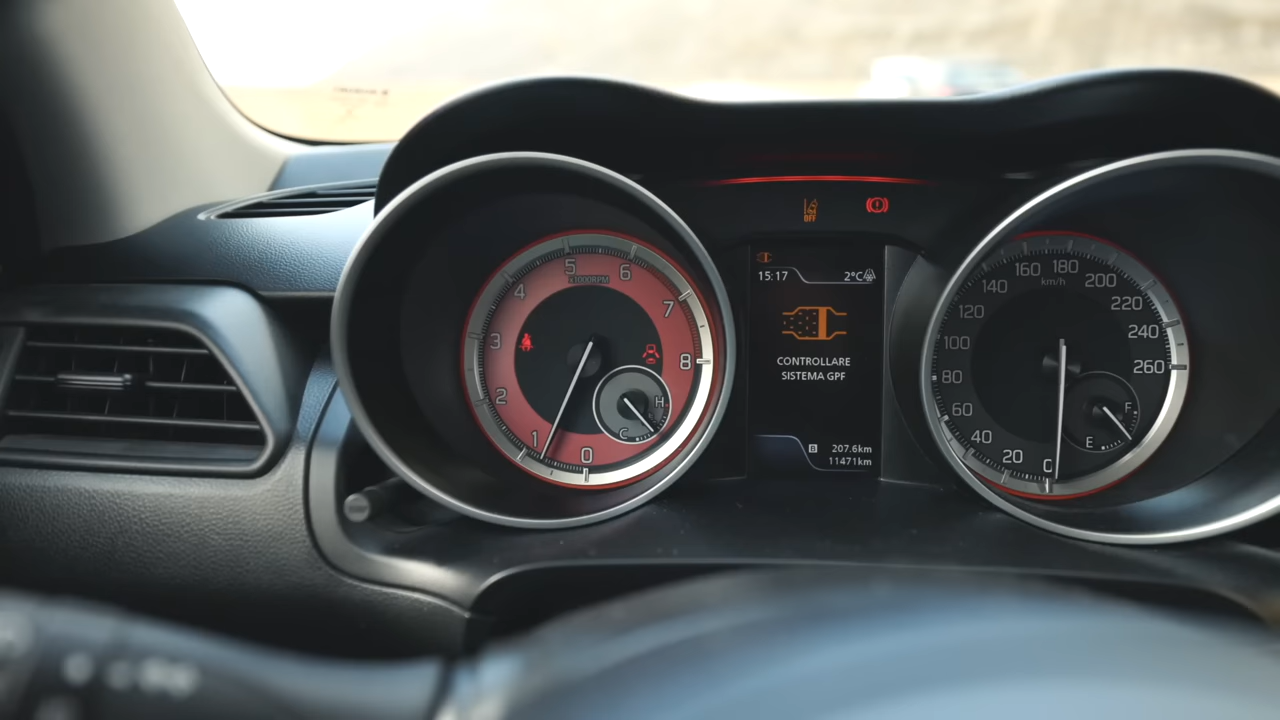 OFF
15:17
2°C
CONTROLLARE
SISTEMA GPF
B 207.6km
11471km
0
1
2
3
4
5
6
7
8
x1000RPM
C
H
0
20
40
60
80
100
120
140
160
180
200
220
240
260
km/h
E
F